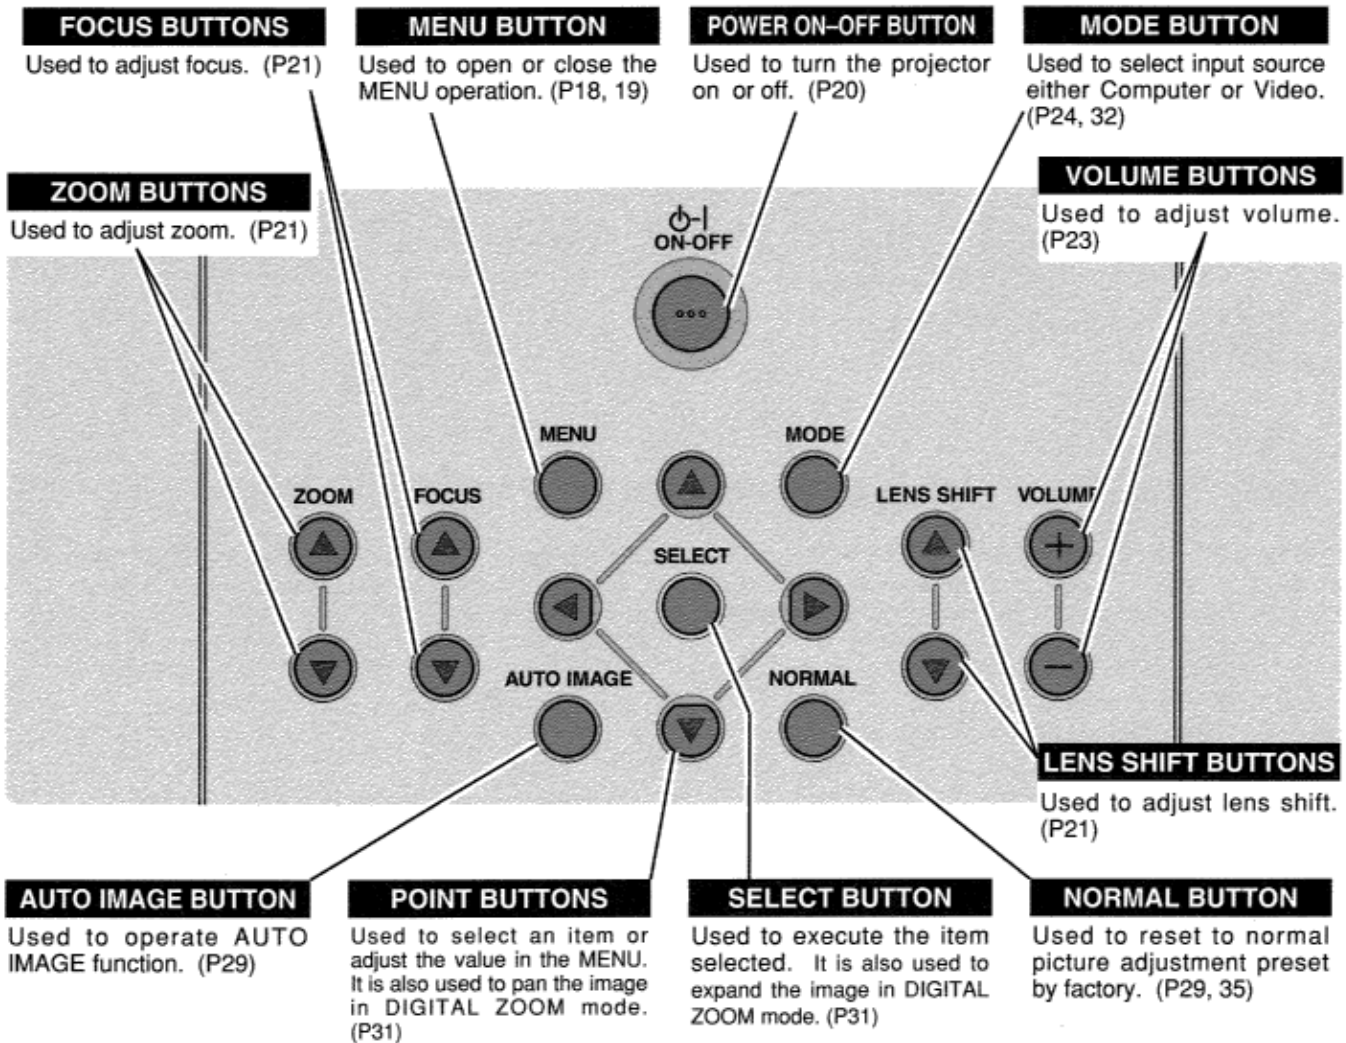 FOCUS BUTTONS
Used to adjust focus. (P21)
MENU BUTTON
Used to open or close the
MENU operation. (P18, 19)
POWER ON–OFF BUTTON
Used to turn the projector
on or off. (P20)
MODE BUTTON
Used to select input source
either Computer or Video.
(P24, 32)
ZOOM BUTTONS
Used to adjust zoom. (P21)
VOLUME BUTTONS
Used to adjust volume.
(P23)
ON-OFF
MENU
MODE
ZOOM
FOCUS
LENS SHIFT
VOLUME
SELECT
AUTO IMAGE
NORMAL
LENS SHIFT BUTTONS
Used to adjust lens shift.
(P21)
AUTO IMAGE BUTTON
Used to operate AUTO
IMAGE function. (P29)
POINT BUTTONS
Used to select an item or
adjust the value in the MENU.
It is also used to pan the image
in DIGITAL ZOOM mode.
(P31)
SELECT BUTTON
Used to execute the item
selected. It is also used to
expand the image in DIGITAL
ZOOM mode. (P31)
NORMAL BUTTON
Used to reset to normal
picture adjustment preset
by factory. (P29, 35)